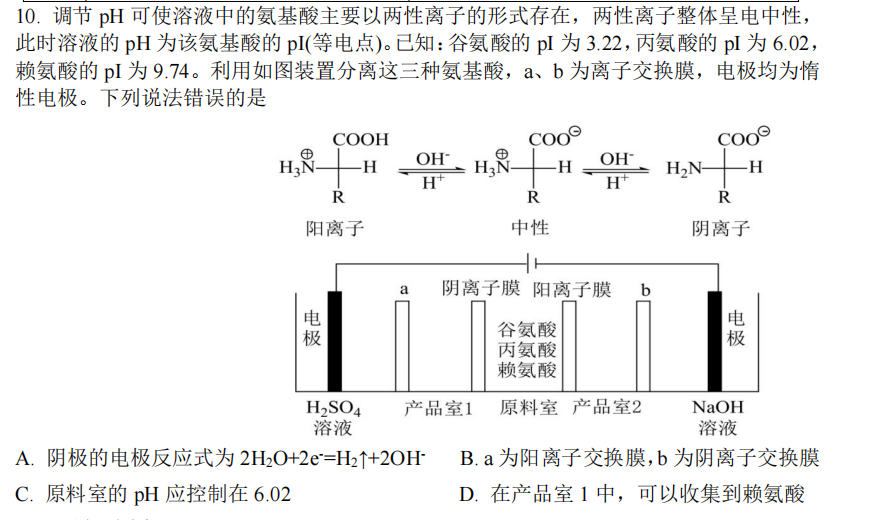 10. 调节 pH 可使溶液中的氨基酸主要以两性离子的形式存在，两性离子整体呈电中性，
此时溶液的 pH 为该氨基酸的 pI(等电点)。已知：谷氨酸的 pI 为 3.22，丙氨酸的 pI 为 6.02，
赖氨酸的 pI 为 9.74。利用如图装置分离这三种氨基酸，a、b 为离子交换膜，电极均为惰
性电极。下列说法错误的是
COOH COO⊖ COO⊖
H₃N⊕ H OH⁻ H⁺ H₃N⊕ H OH⁻ H⁺ H₂N H
R R R
阳离子 中性 阴离子
a 阴离子膜 阳离子膜 b
电极 谷氨酸 电极
丙氨酸
赖氨酸
H₂SO₄ 产品室1 原料室 产品室2 NaOH
溶液 溶液
A. 阴极的电极反应式为 2H₂O+2e⁻=H₂↑+2OH⁻ B. a 为阳离子交换膜，b 为阴离子交换膜
C. 原料室的 pH 应控制在 6.02 D. 在产品室 1 中，可以收集到赖氨酸